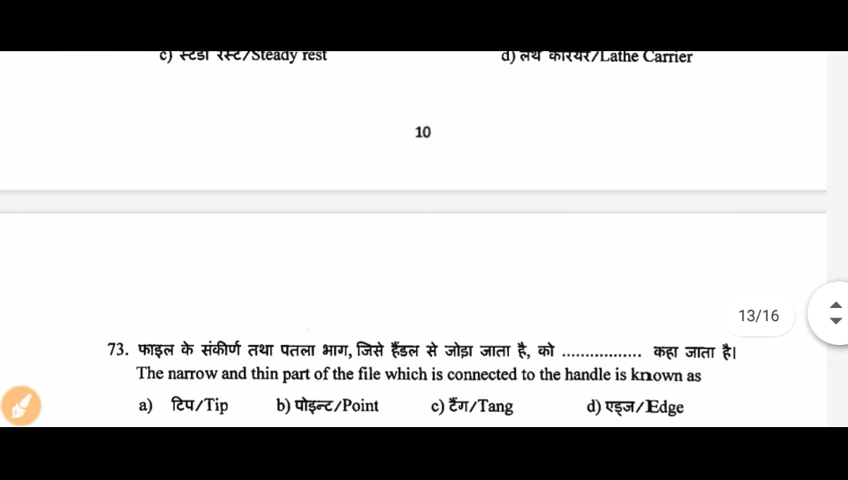 c) स्टेडी रेस्ट/Steady rest d) लेथ कैरियर/Lathe Carrier
10
13/16
73. फाइल के संकीर्ण तथा पतला भाग, जिसे हैंडल से जोड़ा जाता है, को ................. कहा जाता है।
The narrow and thin part of the file which is connected to the handle is known as
a) टिप/Tip b) पोइन्ट/Point c) टैंग/Tang d) एड्ज/Edge